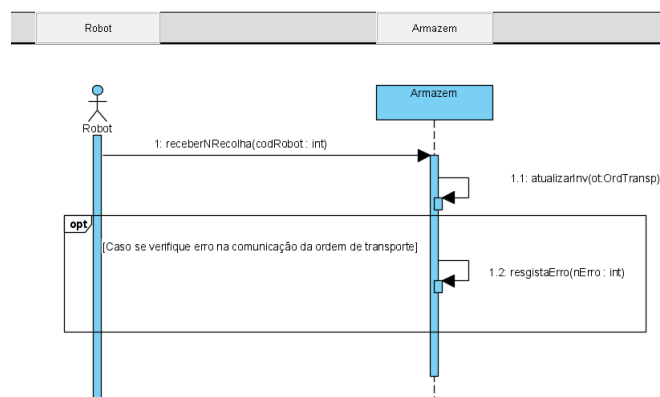 Robot
Armazem
Robot
Armazem
1: receberNRecolha(codRobot : int)
1.1: atualizarInv(ot:OrdTransp)
opt
[Caso se verifique erro na comunicação da ordem de transporte]
1.2: resgistaErro(nErro : int)